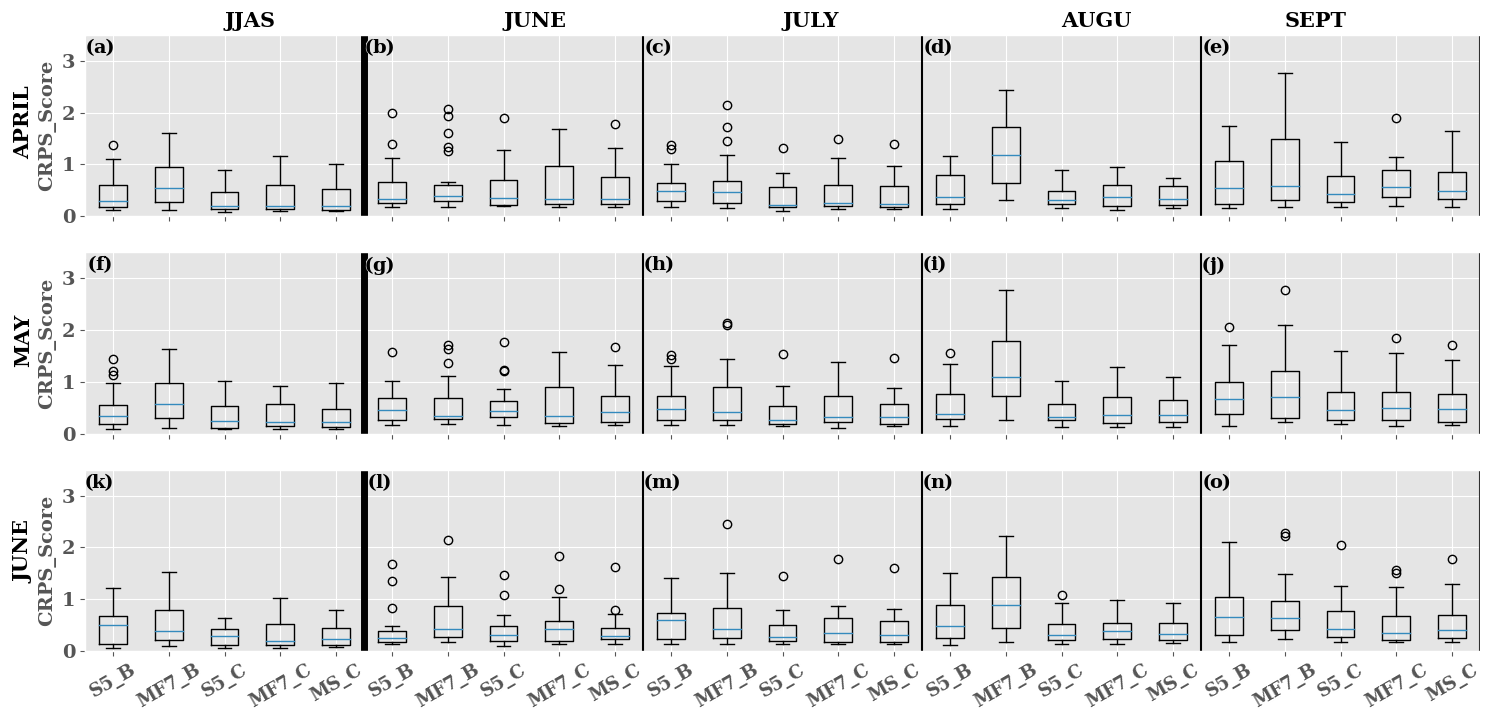 JJAS JUNE JULY AUGU SEPT
APRIL
CRPS_Score
3
2
1
0
(a) (b) (c) (d) (e)
MAY
CRPS_Score
3
2
1
0
(f) (g) (h) (i) (j)
JUNE
CRPS_Score
3
2
1
0
(k) (l) (m) (n) (o)
S5_B MF7_B S5_C MF7_C MS_C S5_B MF7_B S5_C MF7_C MS_C S5_B MF7_B S5_C MF7_C MS_C S5_B MF7_B S5_C MF7_C MS_C S5_B MF7_B S5_C MF7_C MS_C